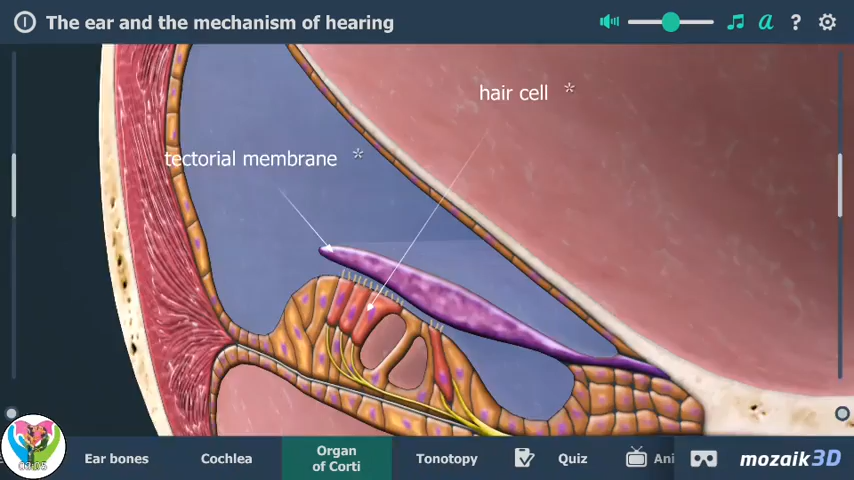 The ear and the mechanism of hearing
a
?
hair cell *
tectorial membrane *
Ear bones
Cochlea
Organ
of Corti
Tonotopy
Quiz
Ani
mozaik3D